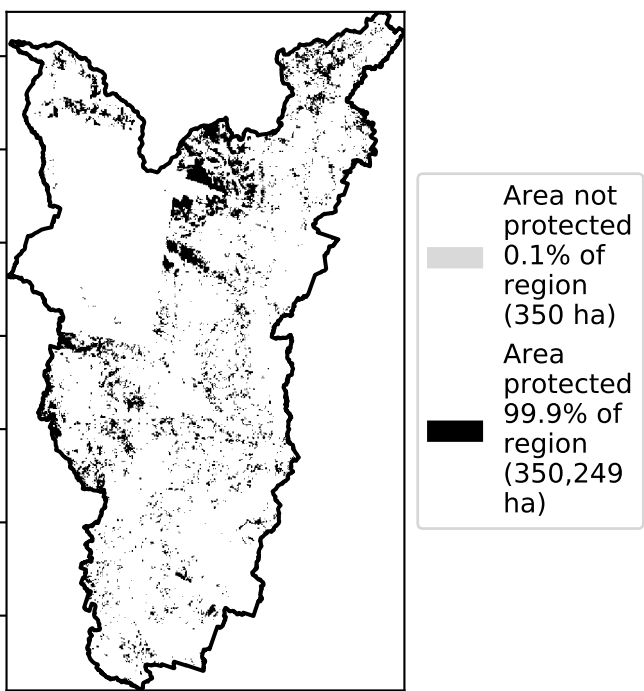 Area not
protected
0.1% of
region
(350 ha)
Area
protected
99.9% of
region
(350,249
ha)